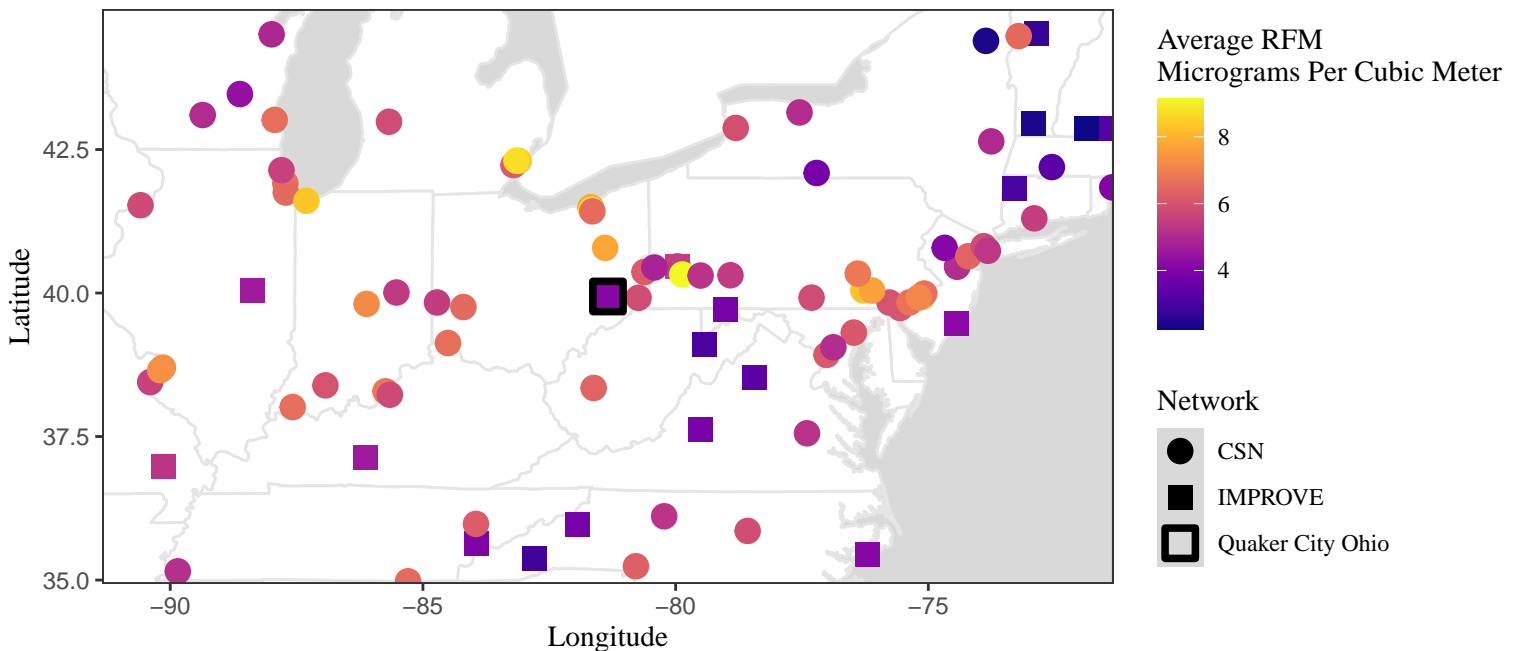 Average RFM
Micrograms Per Cubic Meter
8
6
4
Network
CSN
IMPROVE
Quaker City Ohio
Latitude
42.5
40.0
37.5
35.0
−90
−85
−80
−75
Longitude